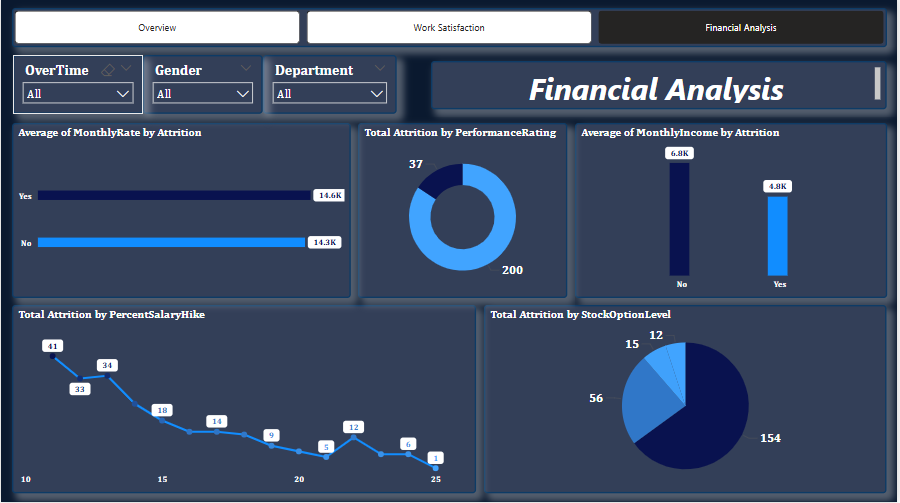 Overview
Work Satisfaction
Financial Analysis
OverTime
Gender
Department
All
All
All
Financial Analysis
Average of MonthlyRate by Attrition
Yes
14.6K
No
14.3K
Total Attrition by PerformanceRating
37
200
Average of MonthlyIncome by Attrition
6.8K
4.8K
No
Yes
Total Attrition by PercentSalaryHike
41
33
34
18
14
9
5
12
6
1
10
15
20
25
Total Attrition by StockOptionLevel
12
15
56
154